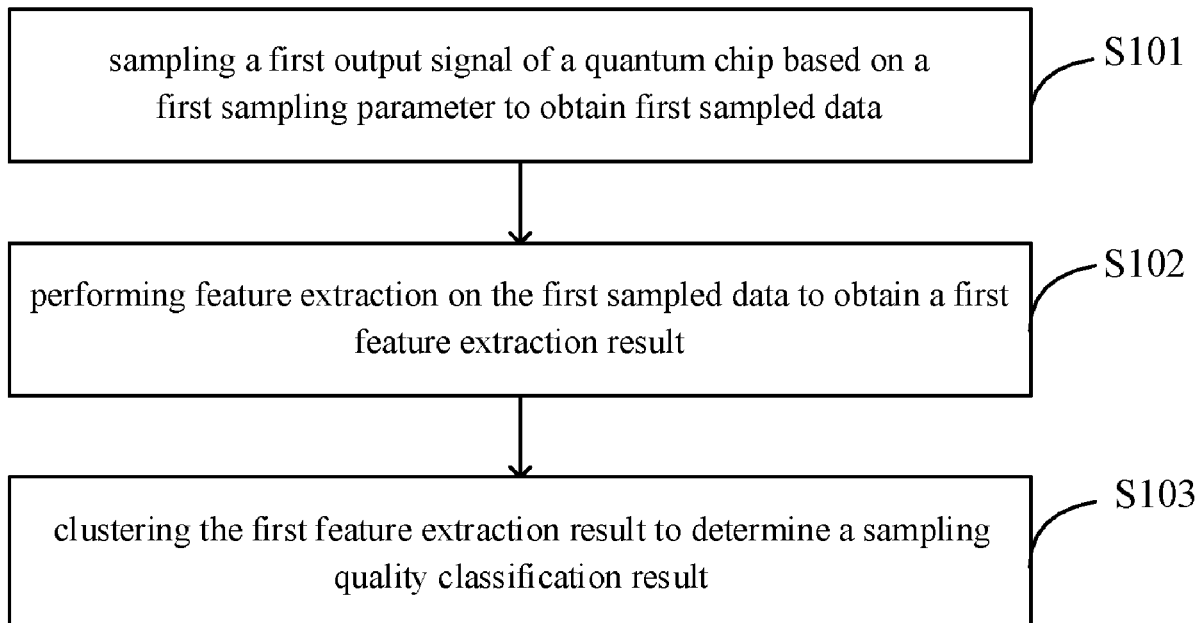 sampling a first output signal of a quantum chip based on a
first sampling parameter to obtain first sampled data
S101
performing feature extraction on the first sampled data to obtain a first
feature extraction result
S102
clustering the first feature extraction result to determine a sampling
quality classification result
S103